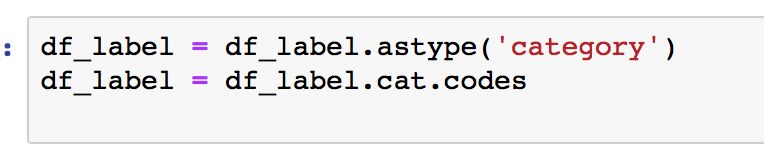 : df_label = df_label.astype('category')
df_label = df_label.cat.codes